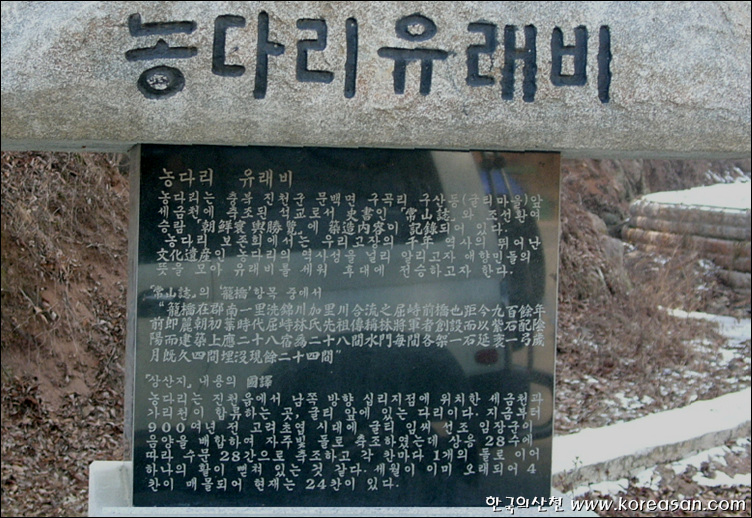 농다리유래비
농다리 유래비
농다리는 충북 진천군 문백면 구곡리 구산동(굴티마을)앞
세금천에 축조된 석교로서 史書인 『常山誌』와 조선환여
승람 『朝鮮寰輿勝覽』에 築造內容이 記錄되어 있다.
농다리 보존회에서는 우리고장의 千年 역사의 뛰어난
文化遺産인 농다리의 역사성을 널리 알리고자 애향민들의
뜻을 모아 유래비를 세워 후대에 전승하고자 한다.
『常山誌』의 '籠橋'항목 중에서
"籠橋在郡南一里洗錦川加里川合流之屈峙前橋也距今九百餘年
前即麗朝初葉時代屈峙林氏先祖傳稱林將軍者創設而以紫石配陰
陽而建築上應二十八宿為二十八間水門每間各架一石延袤一弓歲
月既久四間埋沒現餘二十四間"
『상산지』내용의 國譯
농다리는 진천읍에서 남쪽 방향 십리지점에 위치한 세금천과
가리천이 합류하는 곳, 굴티 앞에 있는 다리이다. 지금부터
900여년 전 고려초엽 시대에 굴티 임씨 선조 임장군이
음양을 배합하여 자주빛 돌로 축조하였는데 상응 28수에
따라 수문 28간으로 축조하고 각 칸마다 1개의 돌로 이어
하나의 활이 뻗쳐 있는 것 같다. 세월이 이미 오래되어 4
칸이 매몰되어 현재는 24칸이 있다.
한국의산천 www.koreasan.com